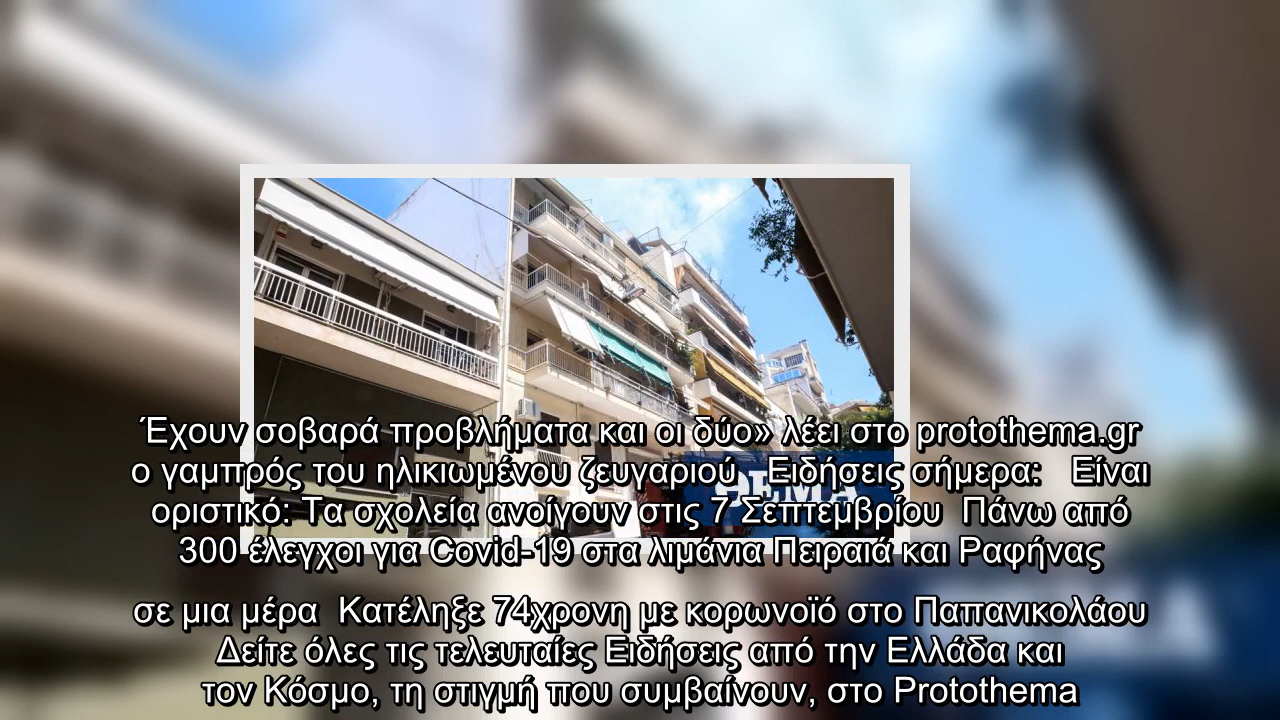 Έχουν σοβαρά προβλήματα και οι δύο» λέει στο protothema.gr
ο γαμπρός του ηλικιωμένου ζευγαριού   Ειδήσεις σήμερα:   Είναι
οριστικό: Τα σχολεία ανοίγουν στις 7 Σεπτεμβρίου  Πάνω από
300 έλεγχοι για Covid-19 στα λιμάνια Πειραιά και Ραφήνας
σε μια μέρα  Κατέληξε 74χρονη με κορωνοϊό στο Παπανικολάου
Δείτε όλες τις τελευταίες Ειδήσεις από την Ελλάδα και
τον Κόσμο, τη στιγμή που συμβαίνουν, στο Protothema
ΘΕΜΑ